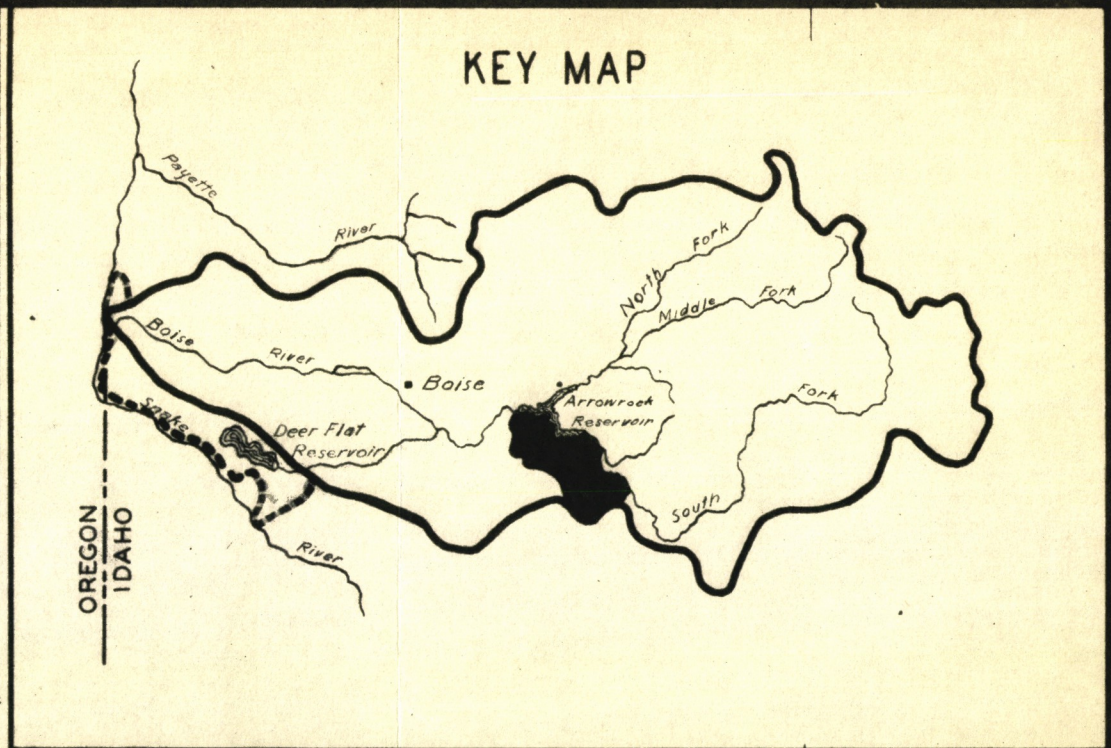 KEY MAP
Payette
River
North Fork
Middle Fork
Boise
River
Boise
Fork
Arrowrock
Reservoir
Snake
Deer Flat
Reservoir
South
River
OREGON
IDAHO